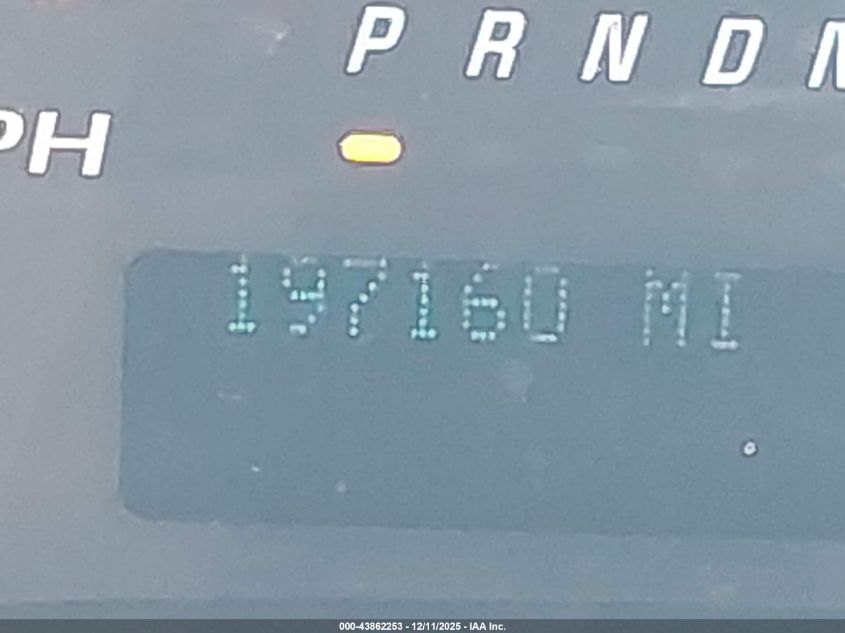 P R N D
PH
197160 MI
000-43862253 - 12/11/2025 - IAA Inc.